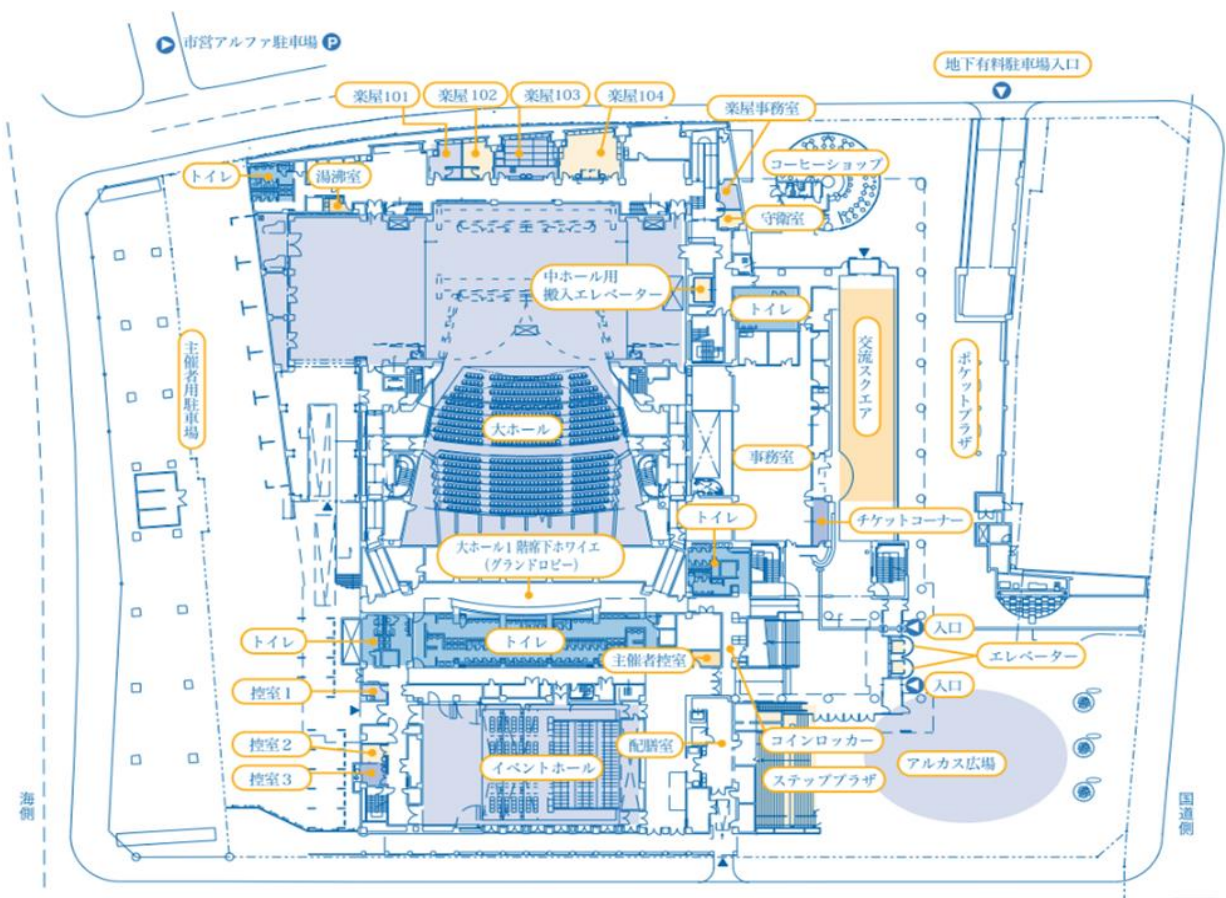 市営アルファ駐車場 P
地下有料駐車場入口
楽屋101
楽屋102
楽屋103
楽屋104
楽屋事務室
トイレ
湯沸室
コーヒーショップ
守衛室
中ホール用
搬入エレベーター
トイレ
主催者用駐車場
交流スクエア
ポケットプラザ
大ホール
事務室
トイレ
チケットコーナー
大ホール1階席下ホワイエ
(グランドロビー)
トイレ
トイレ
入口
主催者控室
エレベーター
控室1
入口
控室2
配膳室
コインロッカー
控室3
イベントホール
ステッププラザ
アルカス広場
海側
国道側